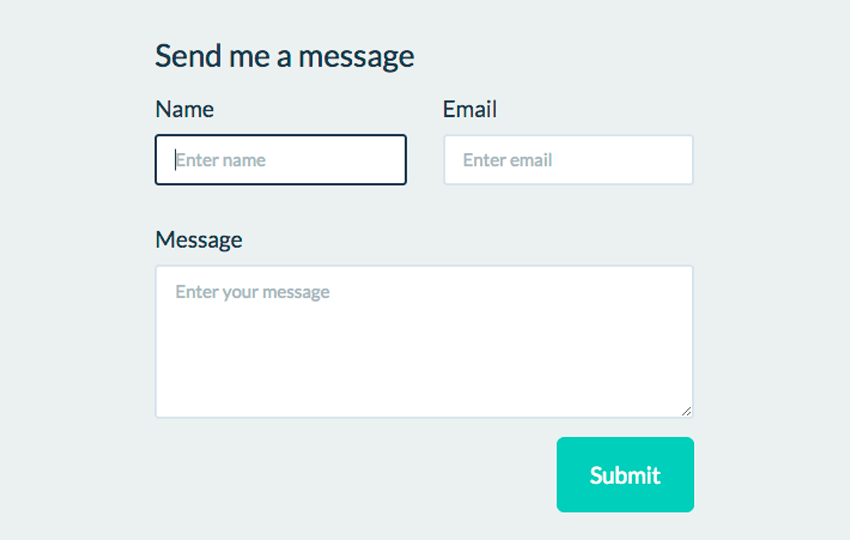 Send me a message
Name
Email
Enter name
Enter email
Message
Enter your message
Submit